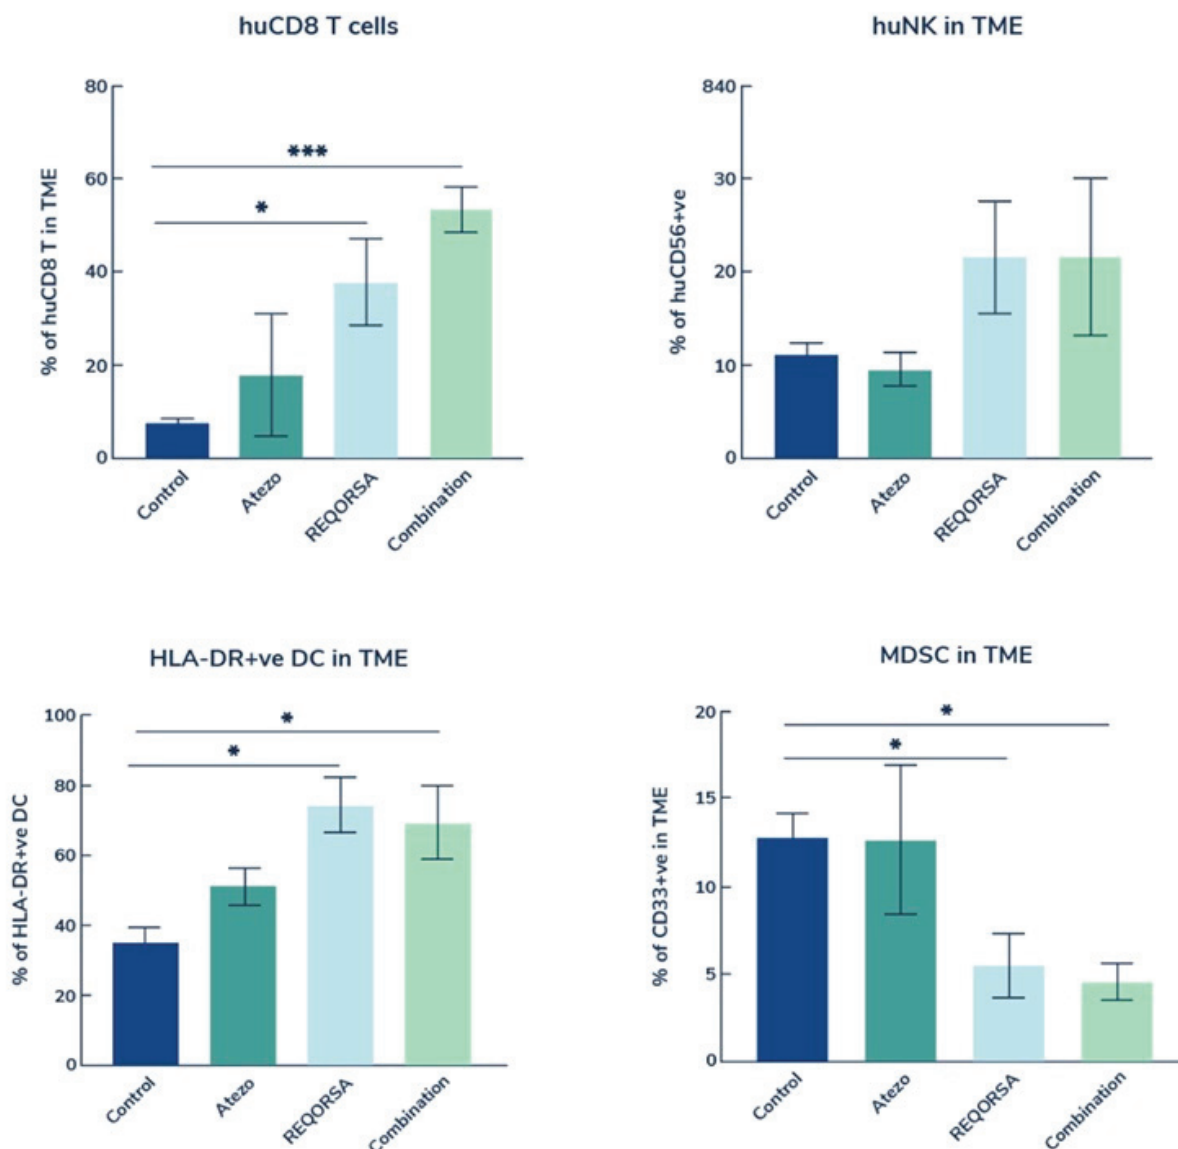 huCD8 T cells
% of huCD8 T in TME
80
60
40
20
0
***
*
Control
Atezo
REQORSA
Combination
huNK in TME
% of huCD56+ve
840
30
20
10
0
Control
Atezo
REQORSA
Combination
HLA-DR+ve DC in TME
% of HLA-DR+ve DC
100
80
60
40
20
0
*
*
Control
Atezo
REQORSA
Combination
MDSC in TME
% of CD33+ve in TME
20
15
10
5
0
*
*
Control
Atezo
REQORSA
Combination